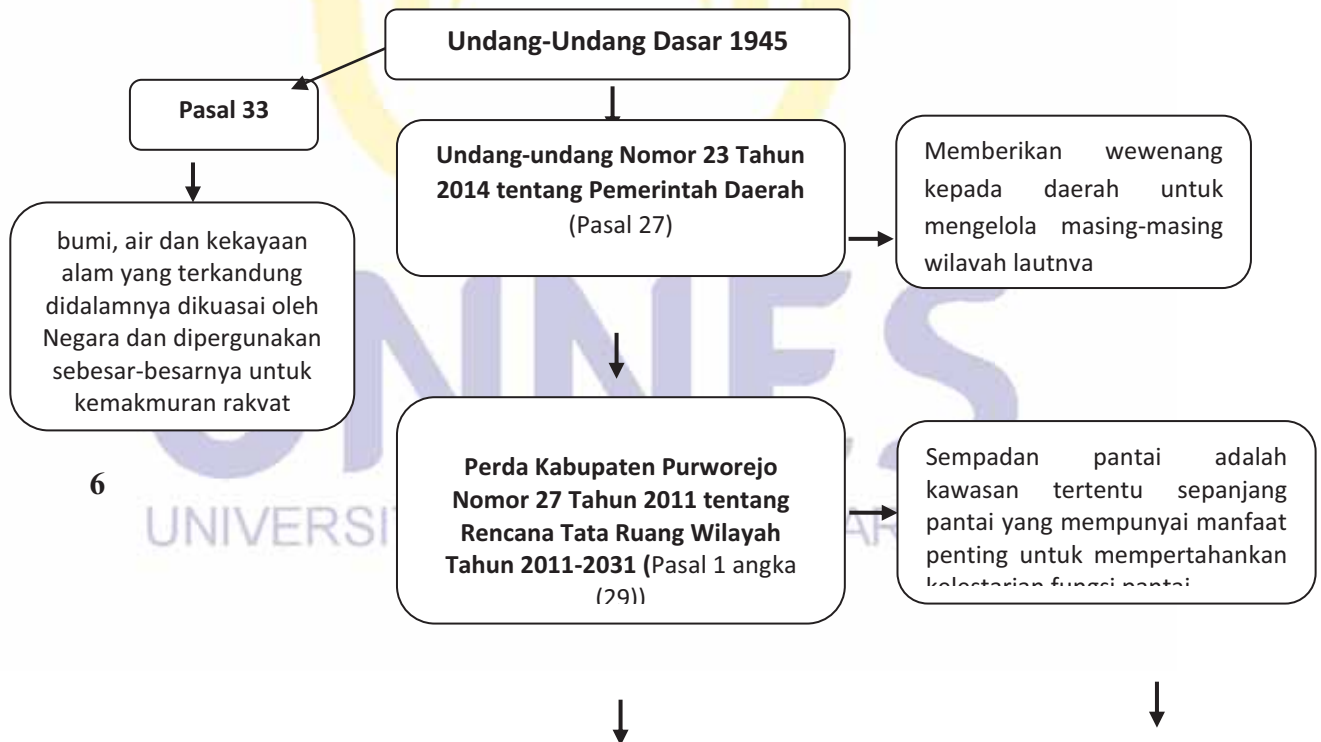 Undang-Undang Dasar 1945
Pasal 33
Undang-undang Nomor 23 Tahun
2014 tentang Pemerintah Daerah
(Pasal 27)
Memberikan wewenang
kepada daerah untuk
mengelola masing-masing
wilayah lautnya
bumi, air dan kekayaan
alam yang terkandung
didalamnya dikuasai oleh
Negara dan dipergunakan
sebesar-besarnya untuk
kemakmuran rakyat
Perda Kabupaten Purworejo
Nomor 27 Tahun 2011 tentang
Rencana Tata Ruang Wilayah
Tahun 2011-2031 (Pasal 1 angka
(29))
Sempadan pantai adalah
kawasan tertentu sepanjang
pantai yang mempunyai manfaat
penting untuk mempertahankan
kelestarian fungsi pantai
6
UNNES